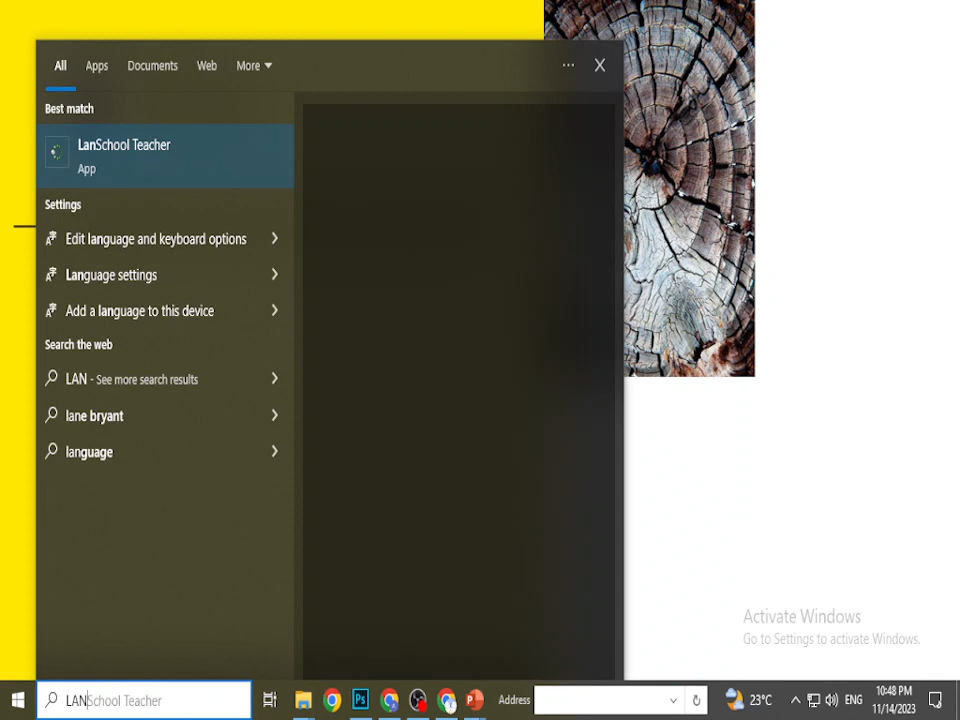 All Apps Documents Web More ... X
Best match
LanSchool Teacher
App
Settings
Edit language and keyboard options
Language settings
Add a language to this device
Search the web
LAN - See more search results
lane bryant
language
Activate Windows
Go to Settings to activate Windows.
LANSchool Teacher
Ps
P
Address
23°C
ENG
10:48 PM
11/14/2023